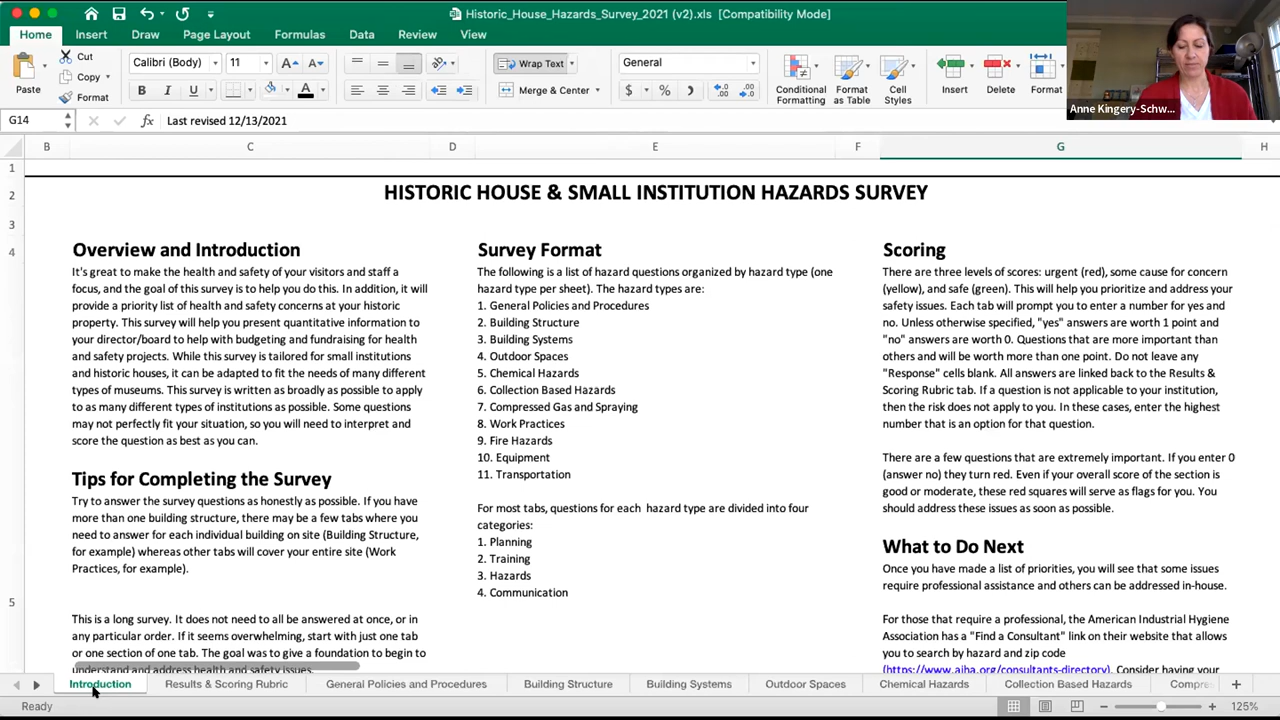 Historic_House_Hazards_Survey_2021 (v2).xls [Compatibility Mode]
Home Insert Draw Page Layout Formulas Data Review View
Cut
Copy
Format
Paste
Calibri (Body) 11
B I U
Wrap Text
Merge & Center
General
$ %
Conditional Formatting
Format as Table
Cell Styles
Insert
Delete
Format
Anne Kingery-Schw...
G14 fx Last revised 12/13/2021
B C D E F G H
1
2
3
4
5
HISTORIC HOUSE & SMALL INSTITUTION HAZARDS SURVEY
Overview and Introduction
It's great to make the health and safety of your visitors and staff a
focus, and the goal of this survey is to help you do this. In addition, it will
provide a priority list of health and safety concerns at your historic
property. This survey will help you present quantitative information to
your director/board to help with budgeting and fundraising for health
and safety projects. While this survey is tailored for small institutions
and historic houses, it can be adapted to fit the needs of many different
types of museums. This survey is written as broadly as possible to apply
to as many different types of institutions as possible. Some questions
may not perfectly fit your situation, so you will need to interpret and
score the question as best as you can.
Tips for Completing the Survey
Try to answer the survey questions as honestly as possible. If you have
more than one building structure, there may be a few tabs where you
need to answer for each individual building on site (Building Structure,
for example) whereas other tabs will cover your entire site (Work
Practices, for example).
This is a long survey. It does not need to all be answered at once, or in
any particular order. If it seems overwhelming, start with just one tab
or one section of one tab. The goal was to give a foundation to begin to
understand and address health and safety issues.
Survey Format
The following is a list of hazard questions organized by hazard type (one
hazard type per sheet). The hazard types are:
1. General Policies and Procedures
2. Building Structure
3. Building Systems
4. Outdoor Spaces
5. Chemical Hazards
6. Collection Based Hazards
7. Compressed Gas and Spraying
8. Work Practices
9. Fire Hazards
10. Equipment
11. Transportation
For most tabs, questions for each hazard type are divided into four
categories:
1. Planning
2. Training
3. Hazards
4. Communication
Scoring
There are three levels of scores: urgent (red), some cause for concern
(yellow), and safe (green). This will help you prioritize and address your
safety issues. Each tab will prompt you to enter a number for yes and
no. Unless otherwise specified, "yes" answers are worth 1 point and
"no" answers are worth 0. Questions that are more important than
others and will be worth more than one point. Do not leave any
"Response" cells blank. All answers are linked back to the Results &
Scoring Rubric tab. If a question is not applicable to your institution,
then the risk does not apply to you. In these cases, enter the highest
number that is an option for that question.
There are a few questions that are extremely important. If you enter 0
(answer no) they turn red. Even if your overall score of the section is
good or moderate, these red squares will serve as flags for you. You
should address these issues as soon as possible.
What to Do Next
Once you have made a list of priorities, you will see that some issues
require professional assistance and others can be addressed in-house.
For those that require a professional, the American Industrial Hygiene
Association has a "Find a Consultant" link on their website that allows
you to search by hazard and zip code
(https://www.aiha.org/consultants-directory). Consider having your
Introduction Results & Scoring Rubric General Policies and Procedures Building Structure Building Systems Outdoor Spaces Chemical Hazards Collection Based Hazards Compres
Ready 125%